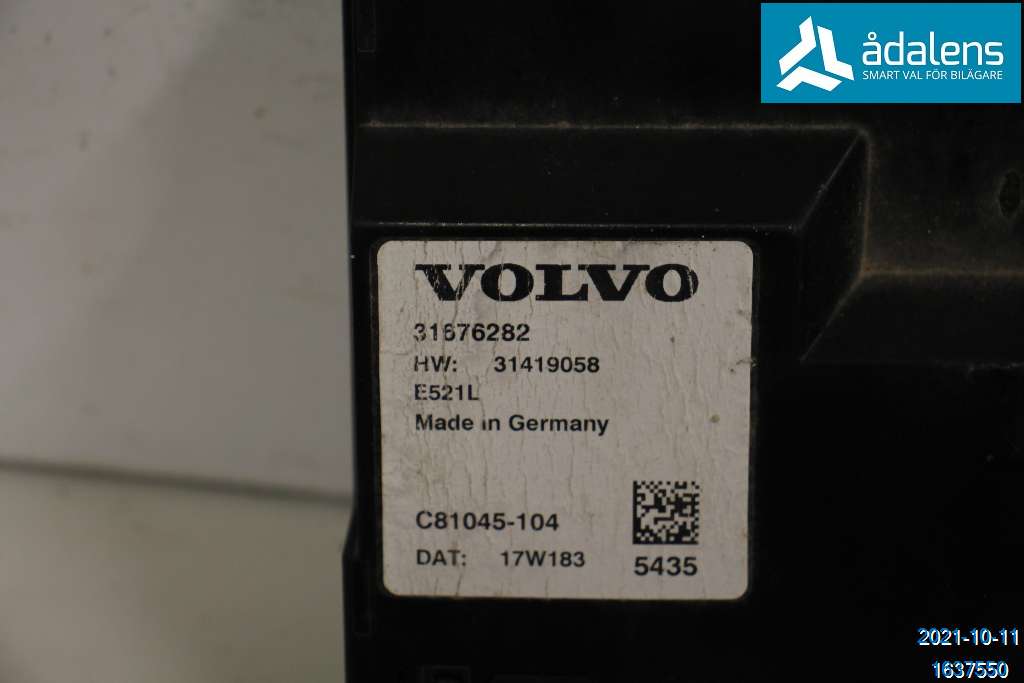 ådalens
SMART VAL FÖR BILÄGARE
VOLVO
31676282
HW: 31419058
E521L
Made in Germany
C81045-104
DAT: 17W183
5435
2021-10-11
1637550